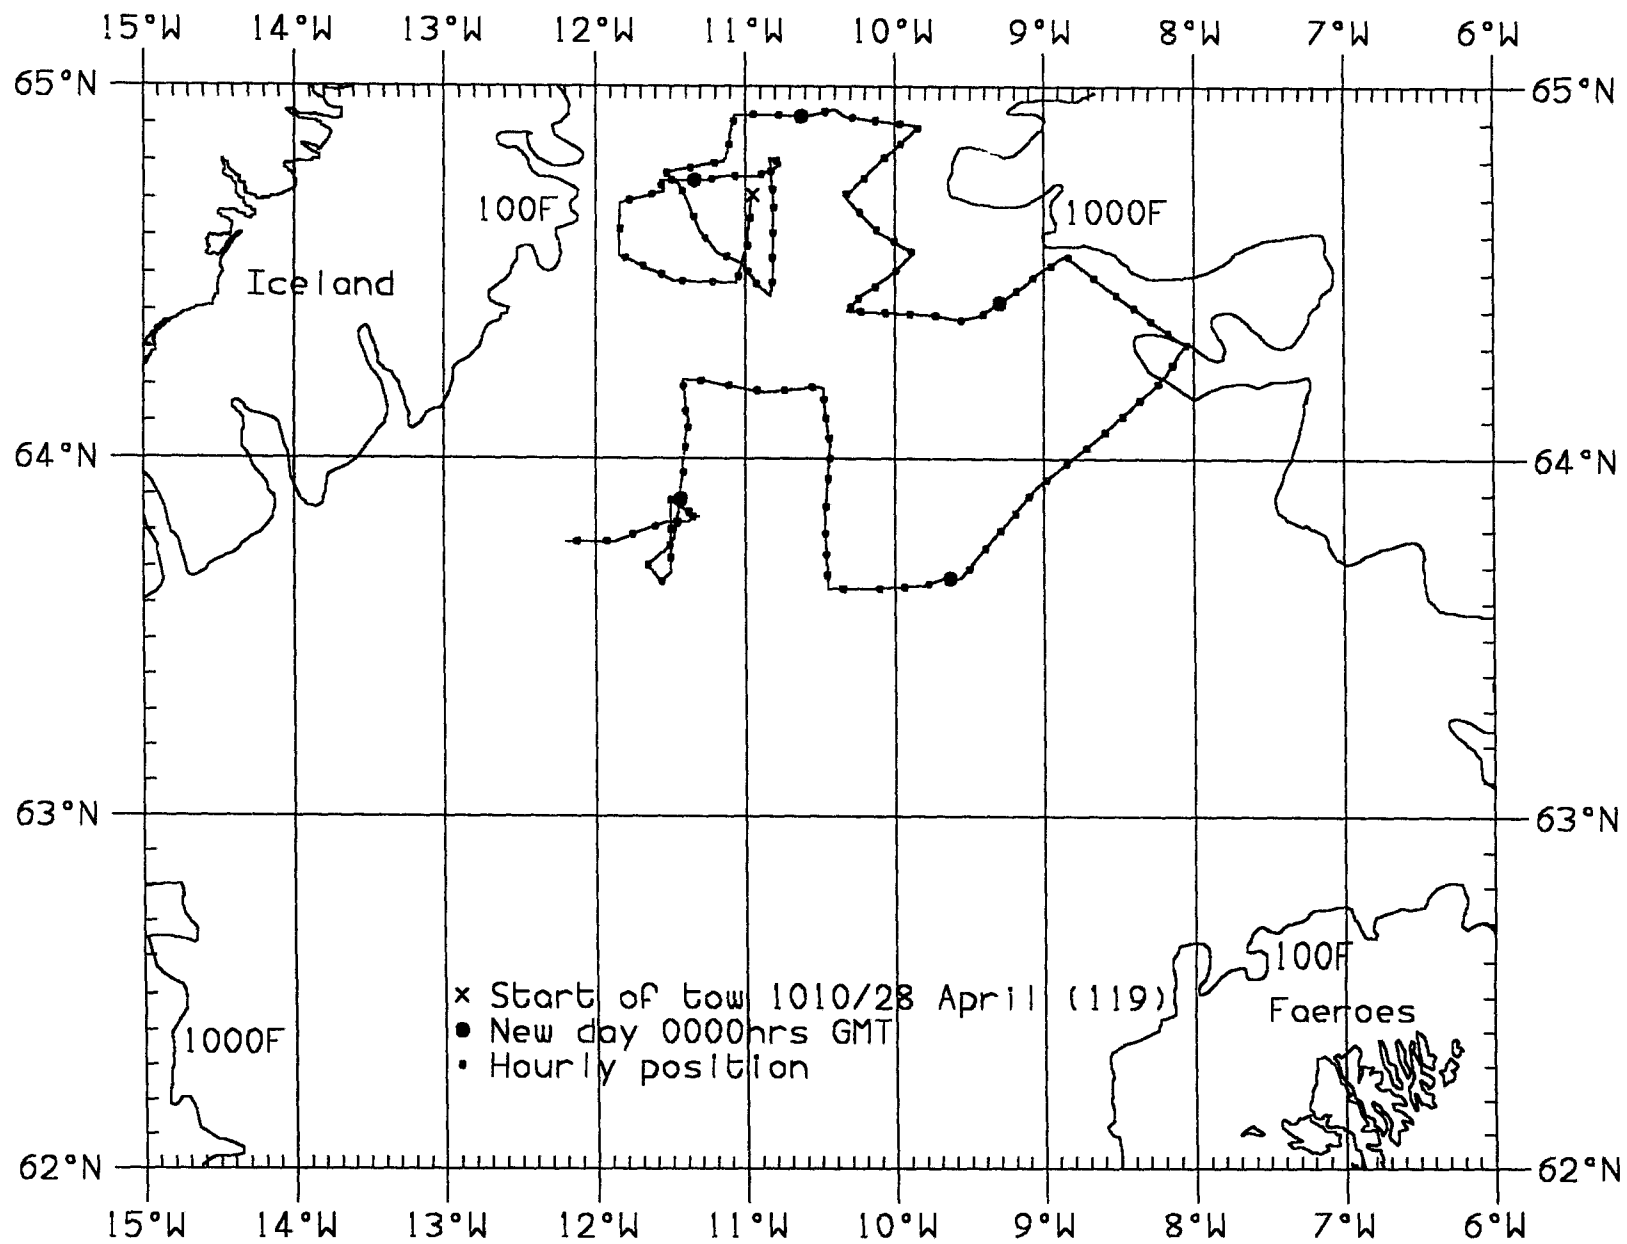 15°W 14°W 13°W 12°W 11°W 10°W 9°W 8°W 7°W 6°W
65°N 65°N
100F 1000F
Iceland
64°N 64°N
63°N 63°N
100F
× Start of tow 1010/28 April (119)
Faeroes
● New day 0000hrs GMT
1000F
▪ Hourly position
62°N 62°N
15°W 14°W 13°W 12°W 11°W 10°W 9°W 8°W 7°W 6°W